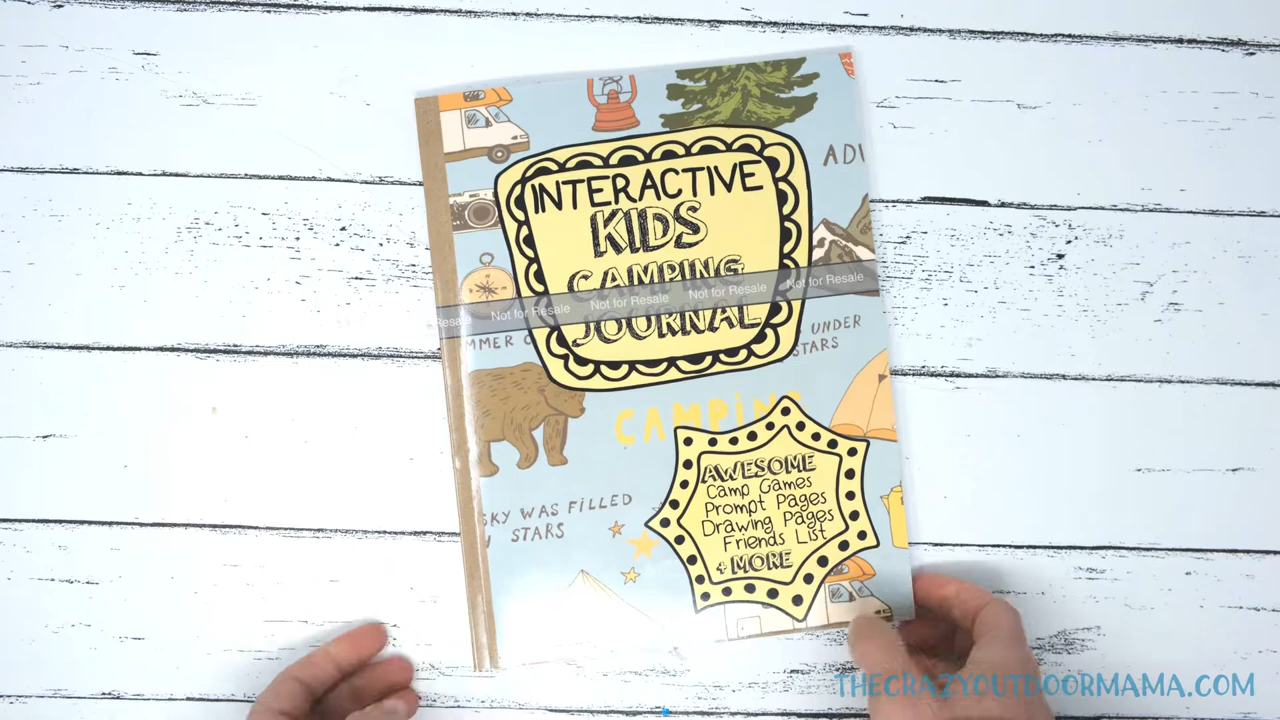 ADV
INTERACTIVE
KIDS
CAMPING
JOURNAL
Resale Not for Resale Not for Resale Not for Resale Not for Resale
UNDER
STARS
CAMPING
SKY WAS FILLED
STARS
AWESOME
Camp Games
Prompt Pages
Drawing Pages
Friends List
+ MORE
THECRAZYOUTDOORMAMA.COM